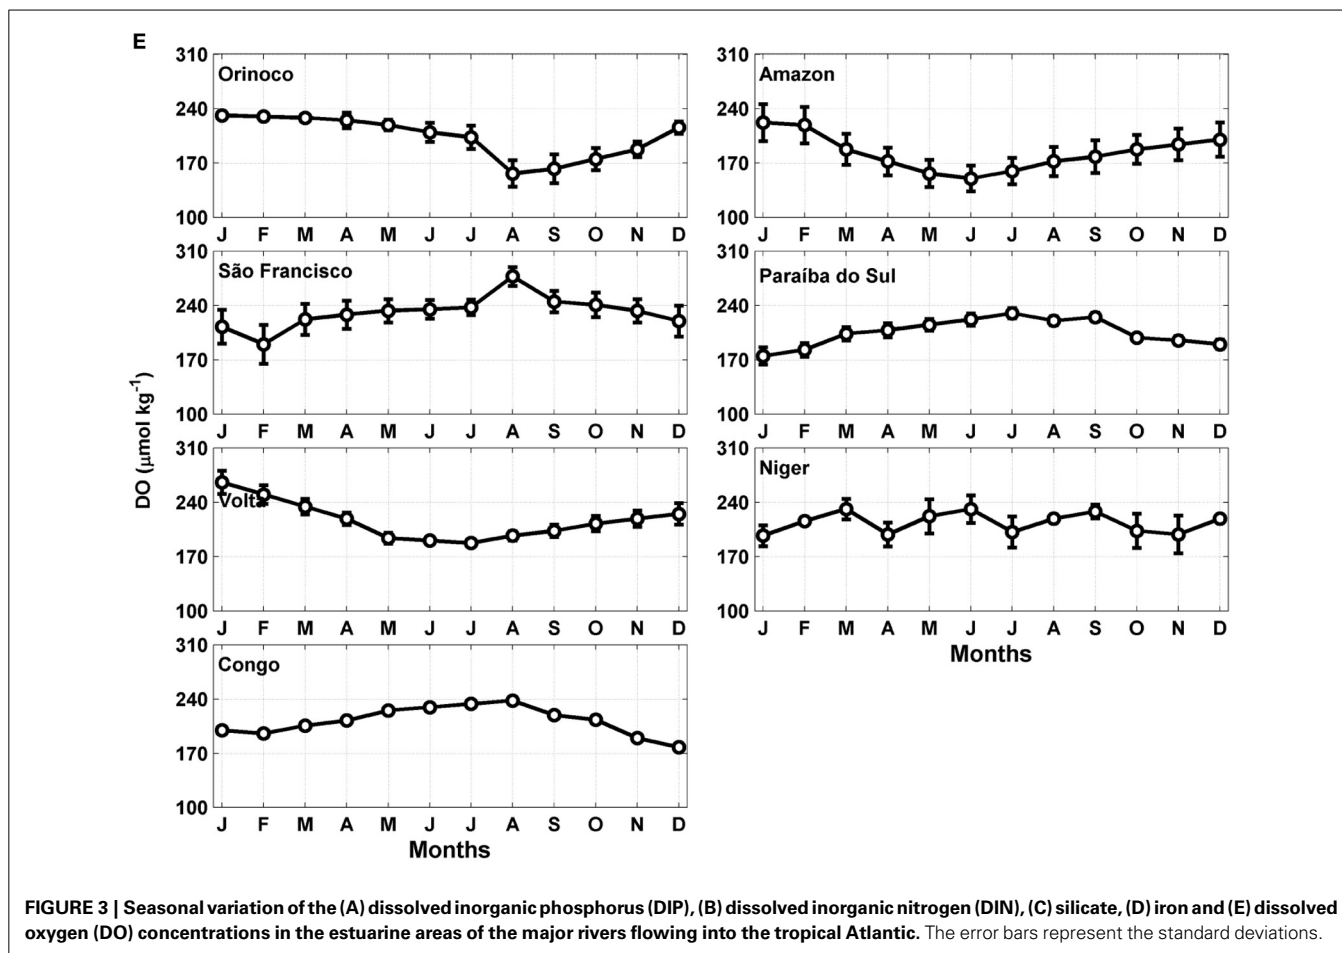 E
DO (μmol kg⁻¹)
Orinoco
310
240
170
100
J F M A M J J A S O N D
Amazon
310
240
170
100
J F M A M J J A S O N D
São Francisco
310
240
170
100
J F M A M J J A S O N D
Paraíba do Sul
310
240
170
100
J F M A M J J A S O N D
Volta
310
240
170
100
J F M A M J J A S O N D
Niger
310
240
170
100
J F M A M J J A S O N D
Months
Congo
310
240
170
100
J F M A M J J A S O N D
Months
FIGURE 3 | Seasonal variation of the (A) dissolved inorganic phosphorus (DIP), (B) dissolved inorganic nitrogen (DIN), (C) silicate, (D) iron and (E) dissolved
oxygen (DO) concentrations in the estuarine areas of the major rivers flowing into the tropical Atlantic. The error bars represent the standard deviations.